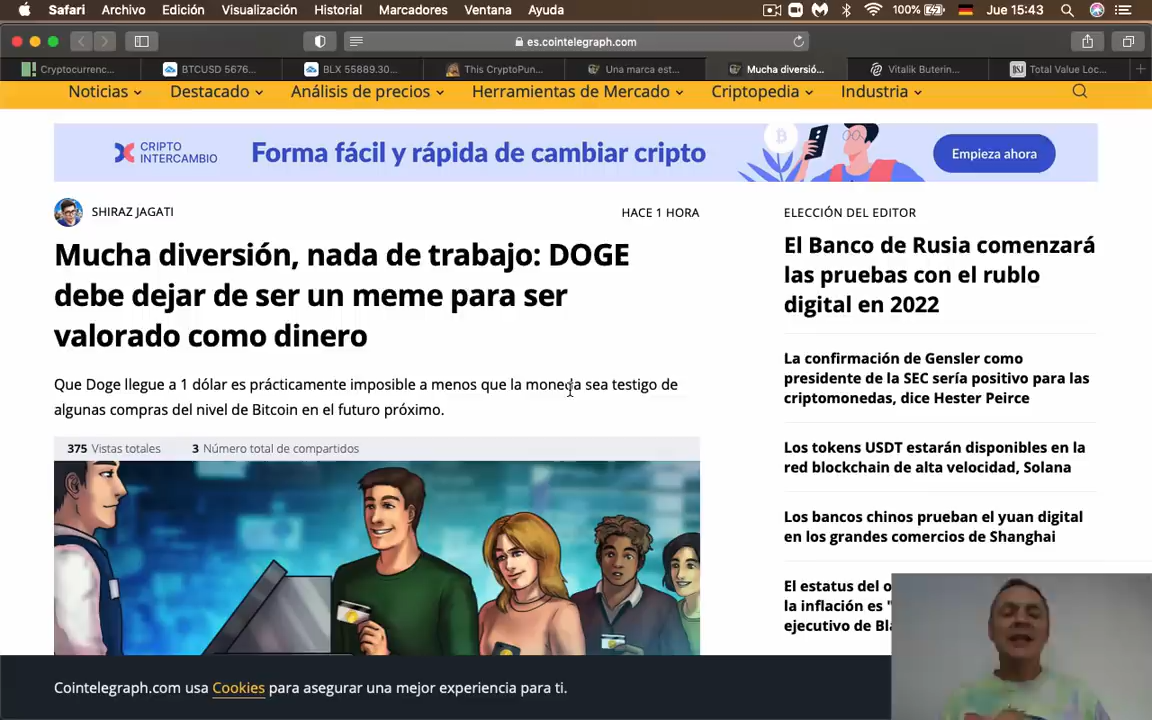 Safari Archivo Edición Visualización Historial Marcadores Ventana Ayuda 100% Jue 15:43
es.cointelegraph.com
Cryptocurrenc... BTCUSD 5676... BLX 55889.30... This CryptoPun... Una marca est... Mucha diversió... Vitalik Buterin... Total Value Loc...
Noticias Destacado Análisis de precios Herramientas de Mercado Criptopedia Industria
CRIPTO
INTERCAMBIO
Forma fácil y rápida de cambiar cripto
Empieza ahora
SHIRAZ JAGATI
HACE 1 HORA
Mucha diversión, nada de trabajo: DOGE
debe dejar de ser un meme para ser
valorado como dinero
Que Doge llegue a 1 dólar es prácticamente imposible a menos que la moneda sea testigo de
algunas compras del nivel de Bitcoin en el futuro próximo.
375 Vistas totales 3 Número total de compartidos
ELECCIÓN DEL EDITOR
El Banco de Rusia comenzará
las pruebas con el rublo
digital en 2022
La confirmación de Gensler como
presidente de la SEC sería positivo para las
criptomonedas, dice Hester Peirce
Los tokens USDT estarán disponibles en la
red blockchain de alta velocidad, Solana
Los bancos chinos prueban el yuan digital
en los grandes comercios de Shanghai
El estatus del o
la inflación es "
ejecutivo de Bla
Cointelegraph.com usa Cookies para asegurar una mejor experiencia para ti.